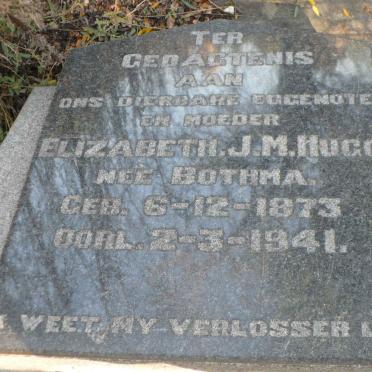 TER
GEDAGTENIS
AAN
ONS DIERBARE EGGENOTE
EN MOEDER
ELIZABETH.J.M.HUGO
NEE BOTHMA.
GEB. 6-12-1873
OORL. 2-3-1941.
WEET, MY VERLOSSER